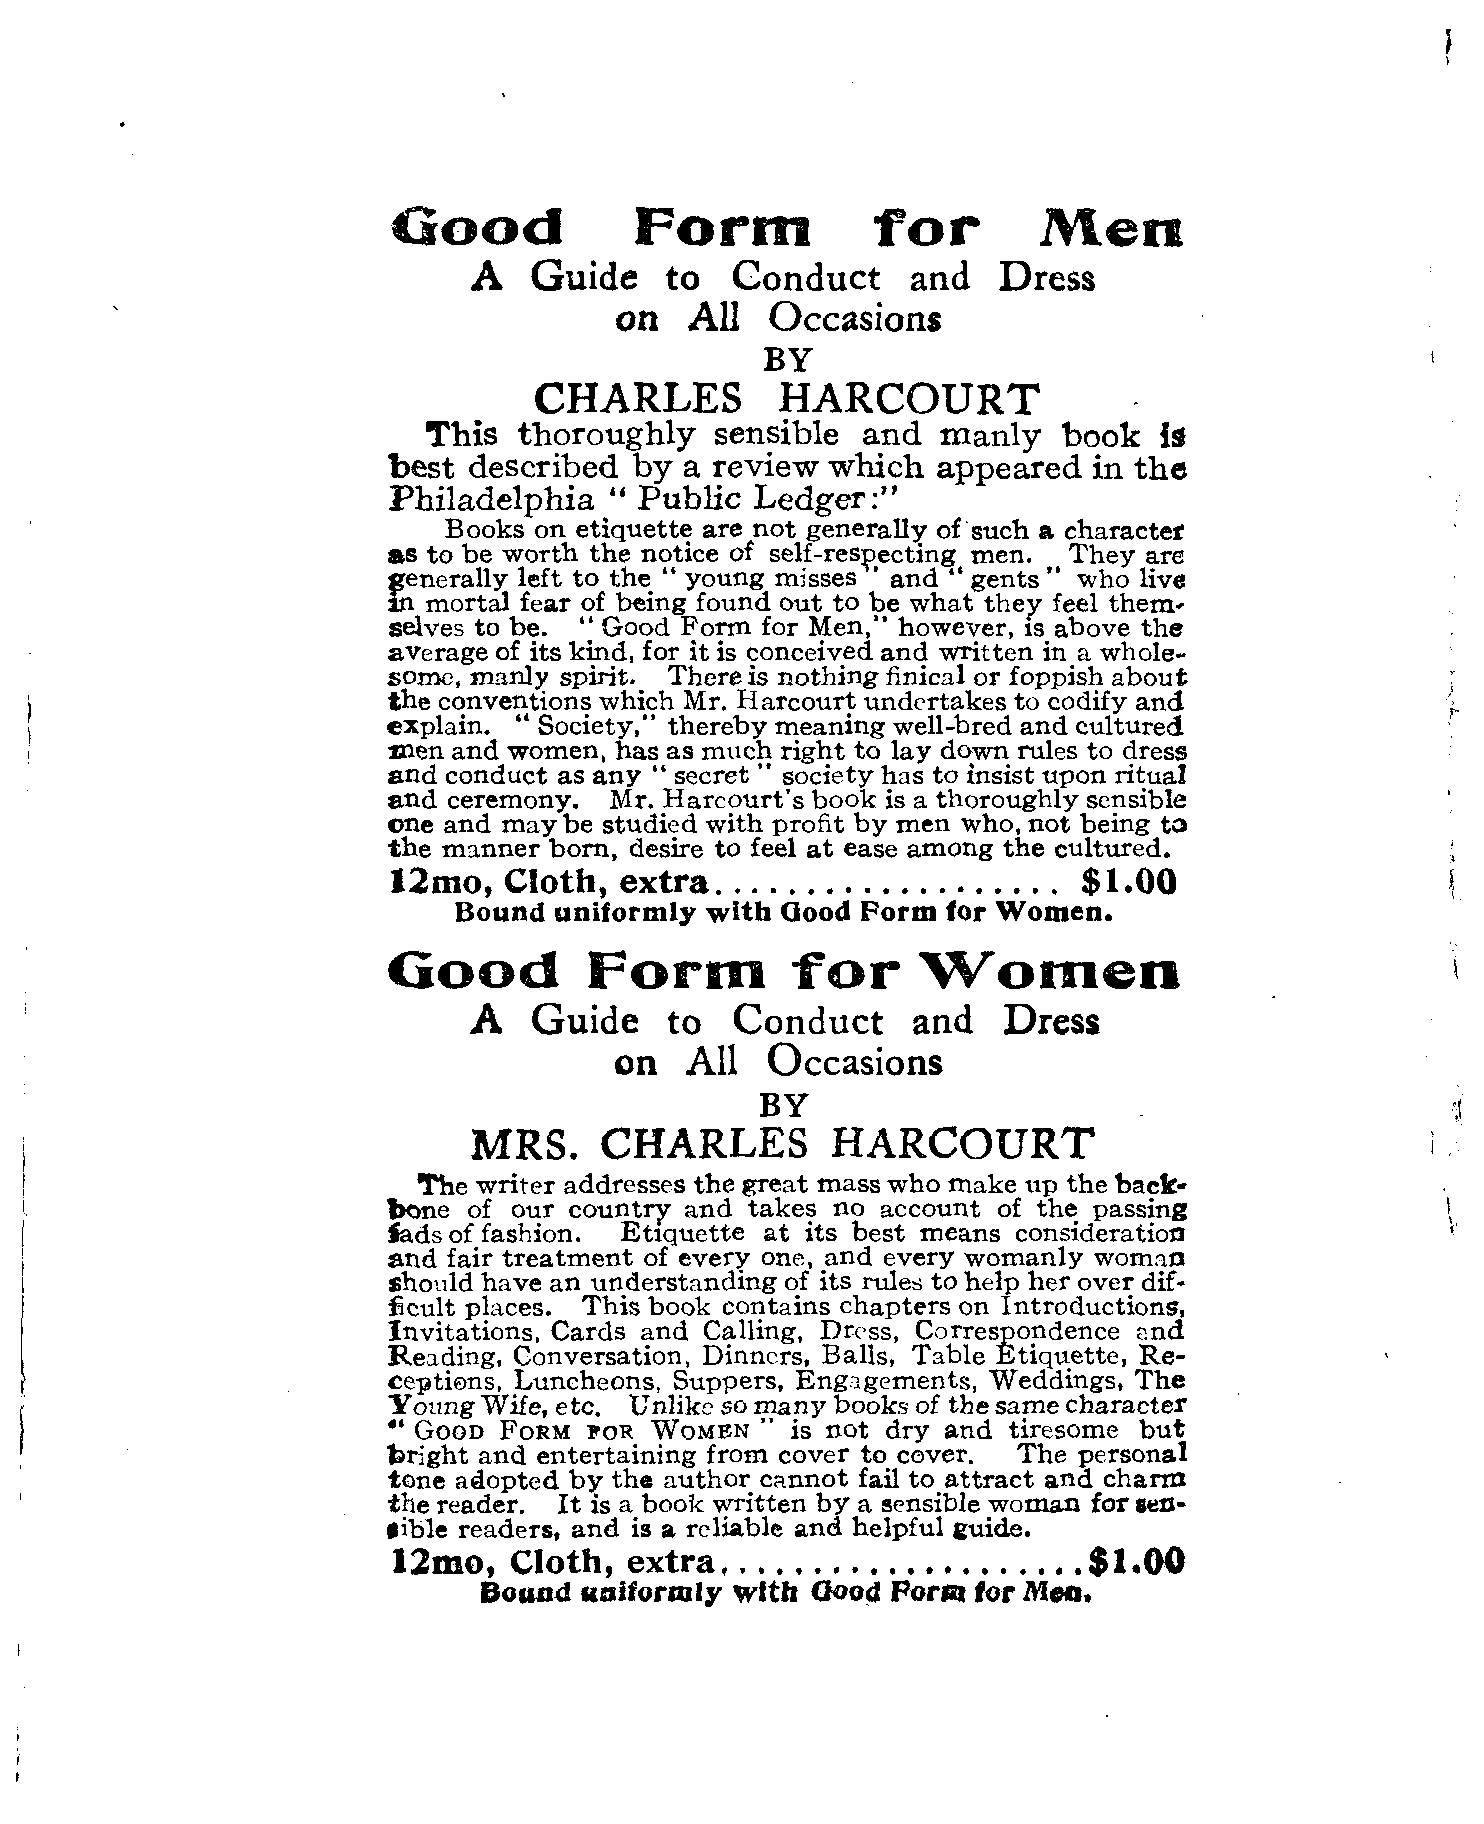 Good Form for Men
A Guide to Conduct and Dress
on All Occasions
BY
CHARLES HARCOURT
This thoroughly sensible and manly book is
best described by a review which appeared in the
Philadelphia “ Public Ledger:”
Books on etiquette are not generally of such a character
as to be worth the notice of self-respecting men. They are
generally left to the “ young misses ” and “ gents ” who live
in mortal fear of being found out to be what they feel them-
selves to be. “ Good Form for Men,” however, is above the
average of its kind, for it is conceived and written in a whole-
some, manly spirit. There is nothing finical or foppish about
the conventions which Mr. Harcourt undertakes to codify and
explain. “ Society,” thereby meaning well-bred and cultured
men and women, has as much right to lay down rules to dress
and conduct as any “ secret ” society has to insist upon ritual
and ceremony. Mr. Harcourt's book is a thoroughly sensible
one and may be studied with profit by men who, not being to
the manner born, desire to feel at ease among the cultured.
12mo, Cloth, extra................... $1.00
Bound uniformly with Good Form for Women.
Good Form for Women
A Guide to Conduct and Dress
on All Occasions
BY
MRS. CHARLES HARCOURT
The writer addresses the great mass who make up the back-
bone of our country and takes no account of the passing
fads of fashion. Etiquette at its best means consideration
and fair treatment of every one, and every womanly woman
should have an understanding of its rules to help her over dif-
ficult places. This book contains chapters on Introductions,
Invitations, Cards and Calling, Dress, Correspondence and
Reading, Conversation, Dinners, Balls, Table Etiquette, Re-
ceptions, Luncheons, Suppers, Engagements, Weddings, The
Young Wife, etc. Unlike so many books of the same character
“ GOOD FORM FOR WOMEN ” is not dry and tiresome but
bright and entertaining from cover to cover. The personal
tone adopted by the author cannot fail to attract and charm
the reader. It is a book written by a sensible woman for sen-
sible readers, and is a reliable and helpful guide.
12mo, Cloth, extra....................$1.00
Bound uniformly with Good Form for Men.